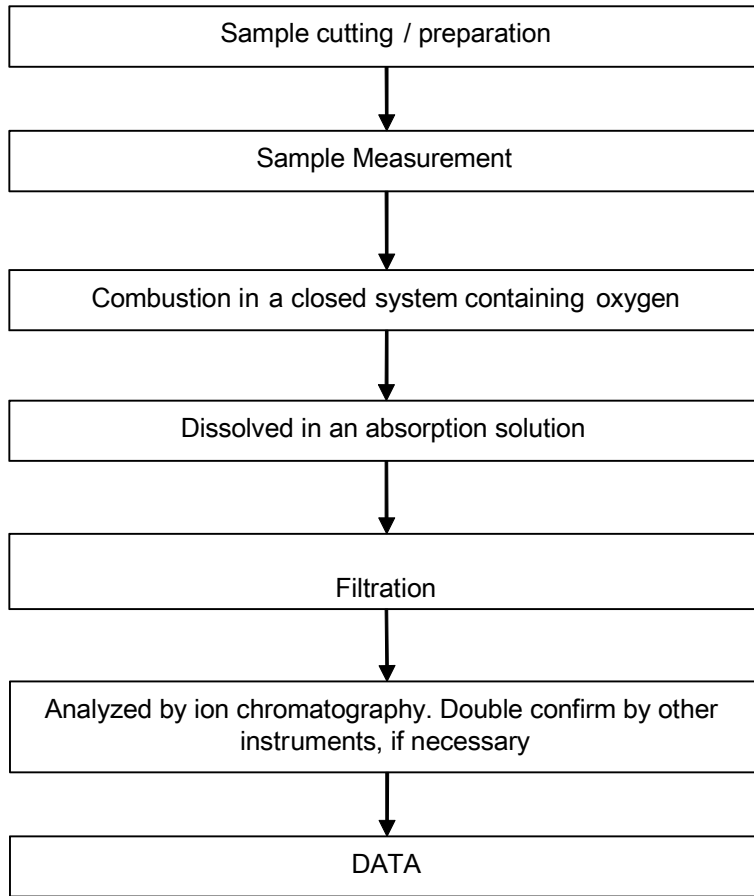 Sample cutting / preparation
Sample Measurement
Combustion in a closed system containing oxygen
Dissolved in an absorption solution
Filtration
Analyzed by ion chromatography. Double confirm by other
instruments, if necessary
DATA